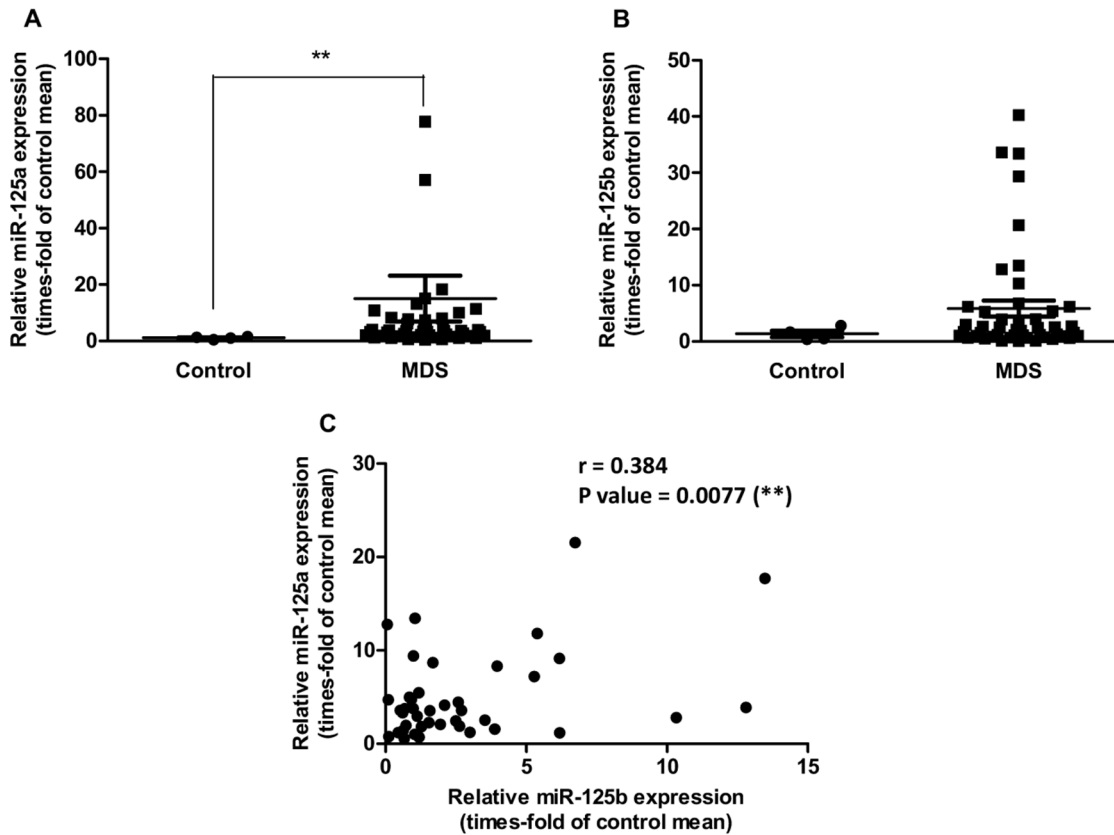 A
Relative miR-125a expression
(times-fold of control mean)
100
80
60
40
20
0
**
Control
MDS
B
Relative miR-125b expression
(times-fold of control mean)
50
40
30
20
10
0
Control
MDS
C
Relative miR-125a expression
(times-fold of control mean)
30
20
10
0
r = 0.384
P value = 0.0077 (**)
0
5
10
15
Relative miR-125b expression
(times-fold of control mean)